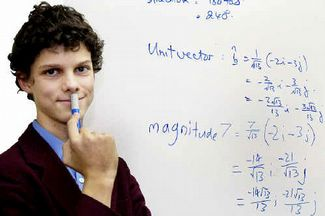 = 248°.
Unit vector : b̂ = 1/√13 (-2i - 3j)
= -2/√13 i - 3/√13 j
= -2√13/13 i - 3√13/13 j
magnitude 7 = 7/√13 (-2i - 3j)
= -14/√13 i -21/√13 j
= -14√13/13 i -21√13/13 j